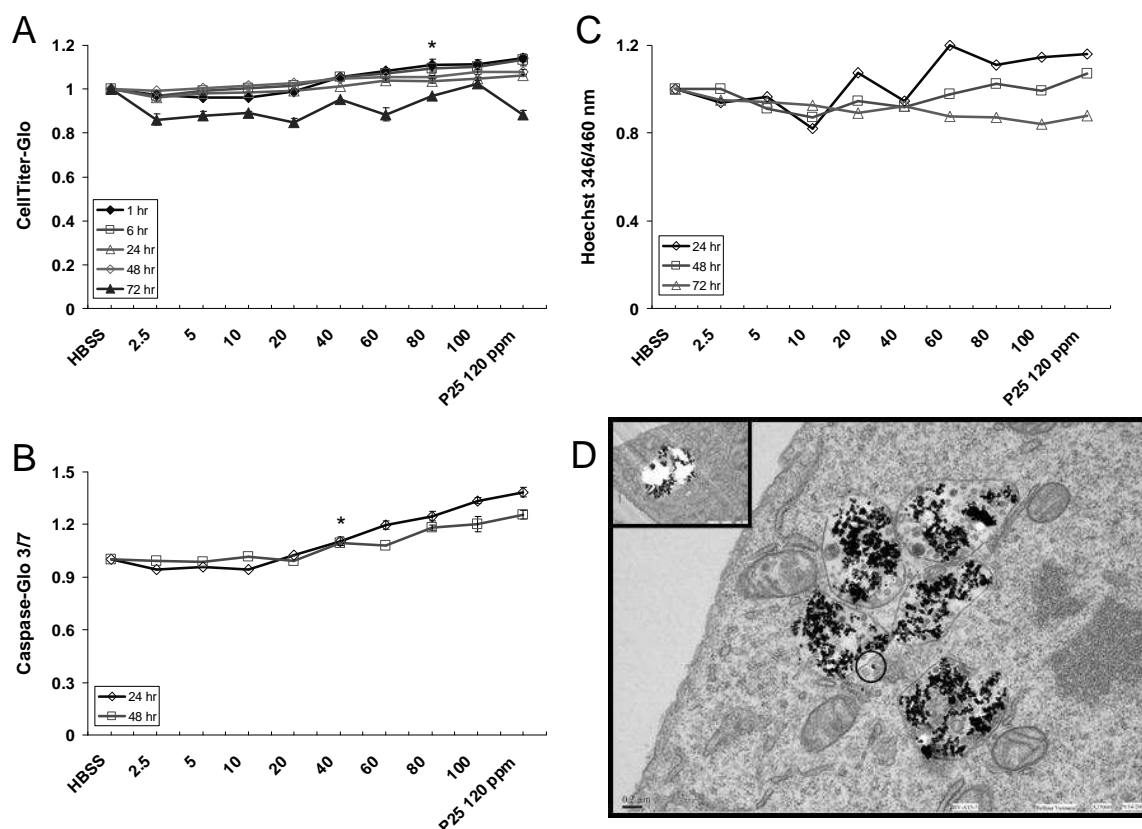 A
CellTiter-Glo
1.2
1
0.8
0.6
0.4
0.2
0
*
1 hr
6 hr
24 hr
48 hr
72 hr
HBSS
2.5
5
10
20
40
60
80
100
P25 120 ppm
B
Caspase-Glo 3/7
1.5
1.2
0.9
0.6
0.3
0
*
24 hr
48 hr
HBSS
2.5
5
10
20
40
60
80
100
P25 120 ppm
C
Hoechst 346/460 nm
1.2
0.8
0.4
0
24 hr
48 hr
72 hr
HBSS
2.5
5
10
20
40
60
80
100
P25 120 ppm
D
0.2 µm